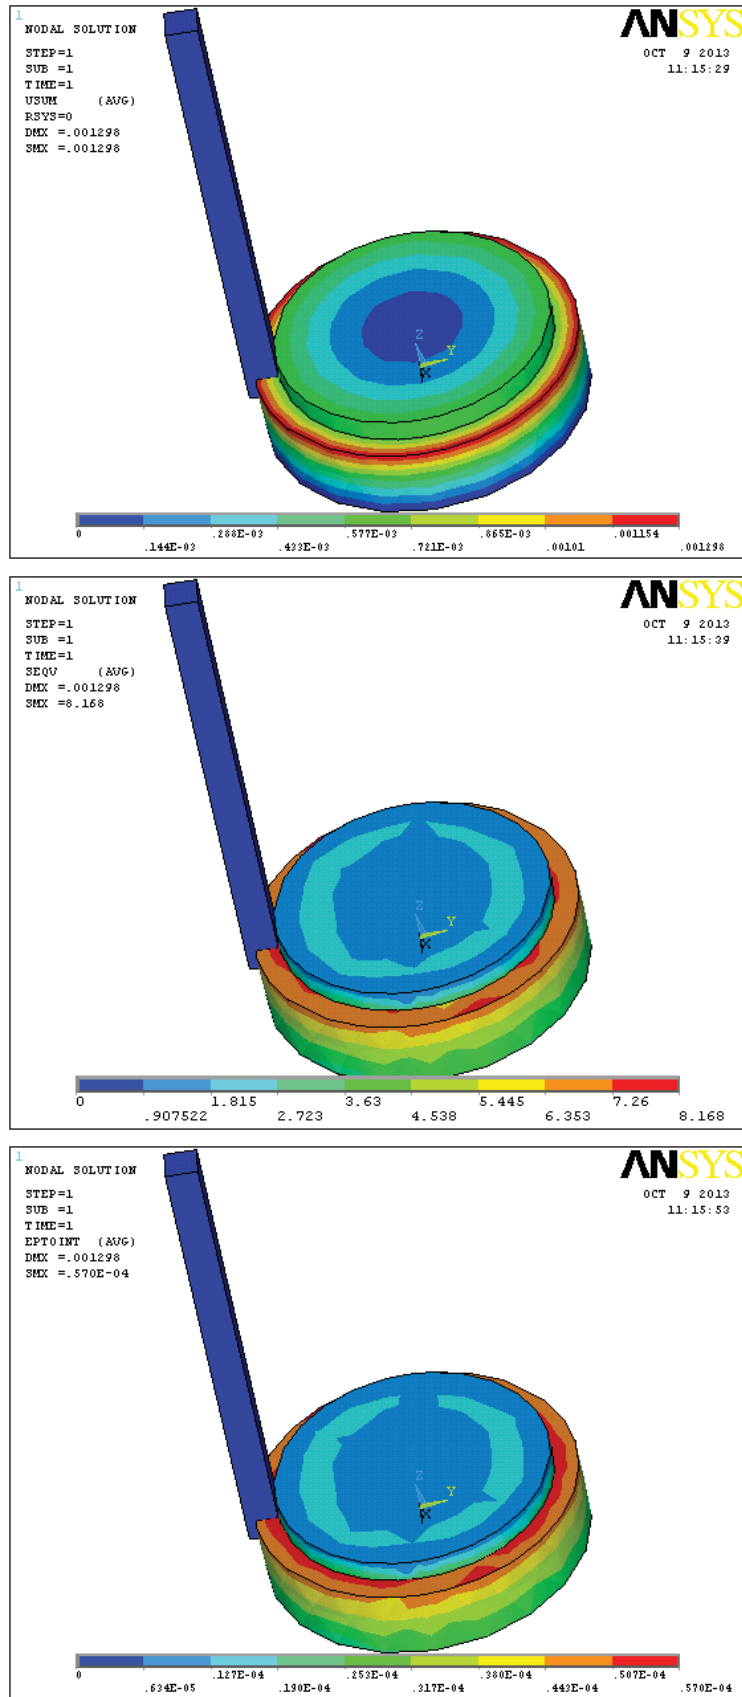 1
ANSYS
NODAL SOLUTION
OCT 9 2013
11:15:29
STEP=1
SUB =1
TIME=1
USUM (AVG)
RSYS=0
DMX =.001298
SMX =.001298
Z
Y
X
0 .288E-03 .577E-03 .865E-03 .001154
.144E-03 .433E-03 .721E-03 .00101 .001298
1
ANSYS
NODAL SOLUTION
OCT 9 2013
11:15:39
STEP=1
SUB =1
TIME=1
SEQV (AVG)
DMX =.001298
SMX =8.168
Z
Y
X
0 1.815 3.63 5.445 7.26
.907522 2.723 4.538 6.353 8.168
1
ANSYS
NODAL SOLUTION
OCT 9 2013
11:15:53
STEP=1
SUB =1
TIME=1
EPTOINT (AVG)
DMX =.001298
SMX =.570E-04
Z
Y
X
0 .127E-04 .253E-04 .380E-04 .507E-04
.634E-05 .190E-04 .317E-04 .443E-04 .570E-04